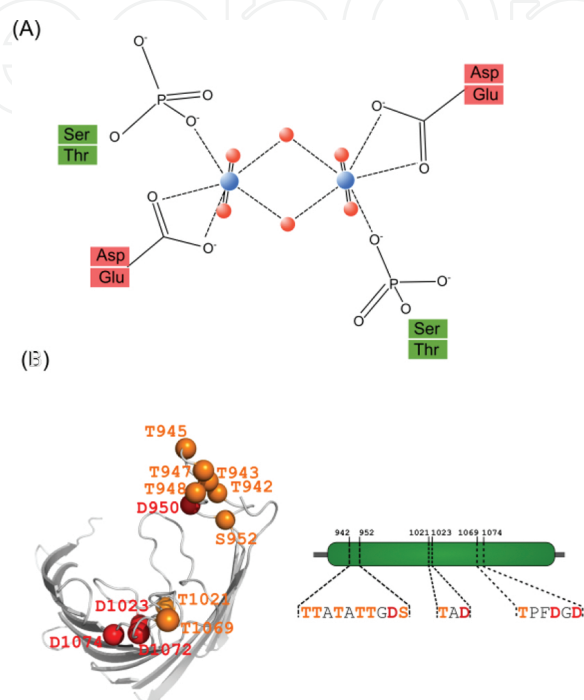 (A)
O-
P
O
O-
O
Ser
Thr
Asp
Glu
O-
O
O
O-
Asp
Glu
O-
P
O-
O
O
Ser
Thr
(B)
T945
T947
T943
T948
T942
D950
S952
D1023
T1021
T1069
D1074
D1072
942 952 1021 1023 1069 1074
TTATATTGDS TAD TPFDGD